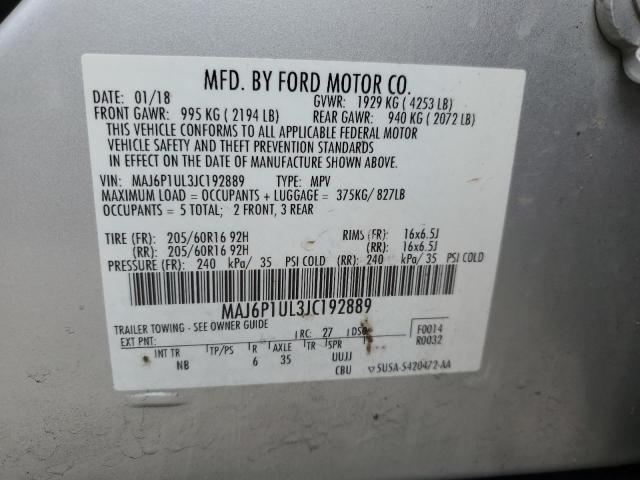 MFD. BY FORD MOTOR CO.
DATE: 01/18 GVWR: 1929 KG ( 4253 LB)
FRONT GAWR: 995 KG ( 2194 LB) REAR GAWR: 940 KG ( 2072 LB)
THIS VEHICLE CONFORMS TO ALL APPLICABLE FEDERAL MOTOR
VEHICLE SAFETY AND THEFT PREVENTION STANDARDS
IN EFFECT ON THE DATE OF MANUFACTURE SHOWN ABOVE.
VIN: MAJ6P1UL3JC192889 TYPE: MPV
MAXIMUM LOAD = OCCUPANTS + LUGGAGE = 375KG/ 827LB
OCCUPANTS = 5 TOTAL; 2 FRONT, 3 REAR
TIRE (FR): 205/60R16 92H RIMS (FR): 16x6.5J
(RR): 205/60R16 92H (RR): 16x6.5J
PRESSURE (FR): 240 kPa/ 35 PSI COLD (RR): 240 kPa/ 35 PSI COLD
MAJ6P1UL3JC192889
TRAILER TOWING - SEE OWNER GUIDE
EXT PNT: RC: 27 DSO: F0014
R0032
INT TR TP/PS R AXLE TR SPR
NB 6 35 UUJJ
CBU 5U5A-5420472-AA